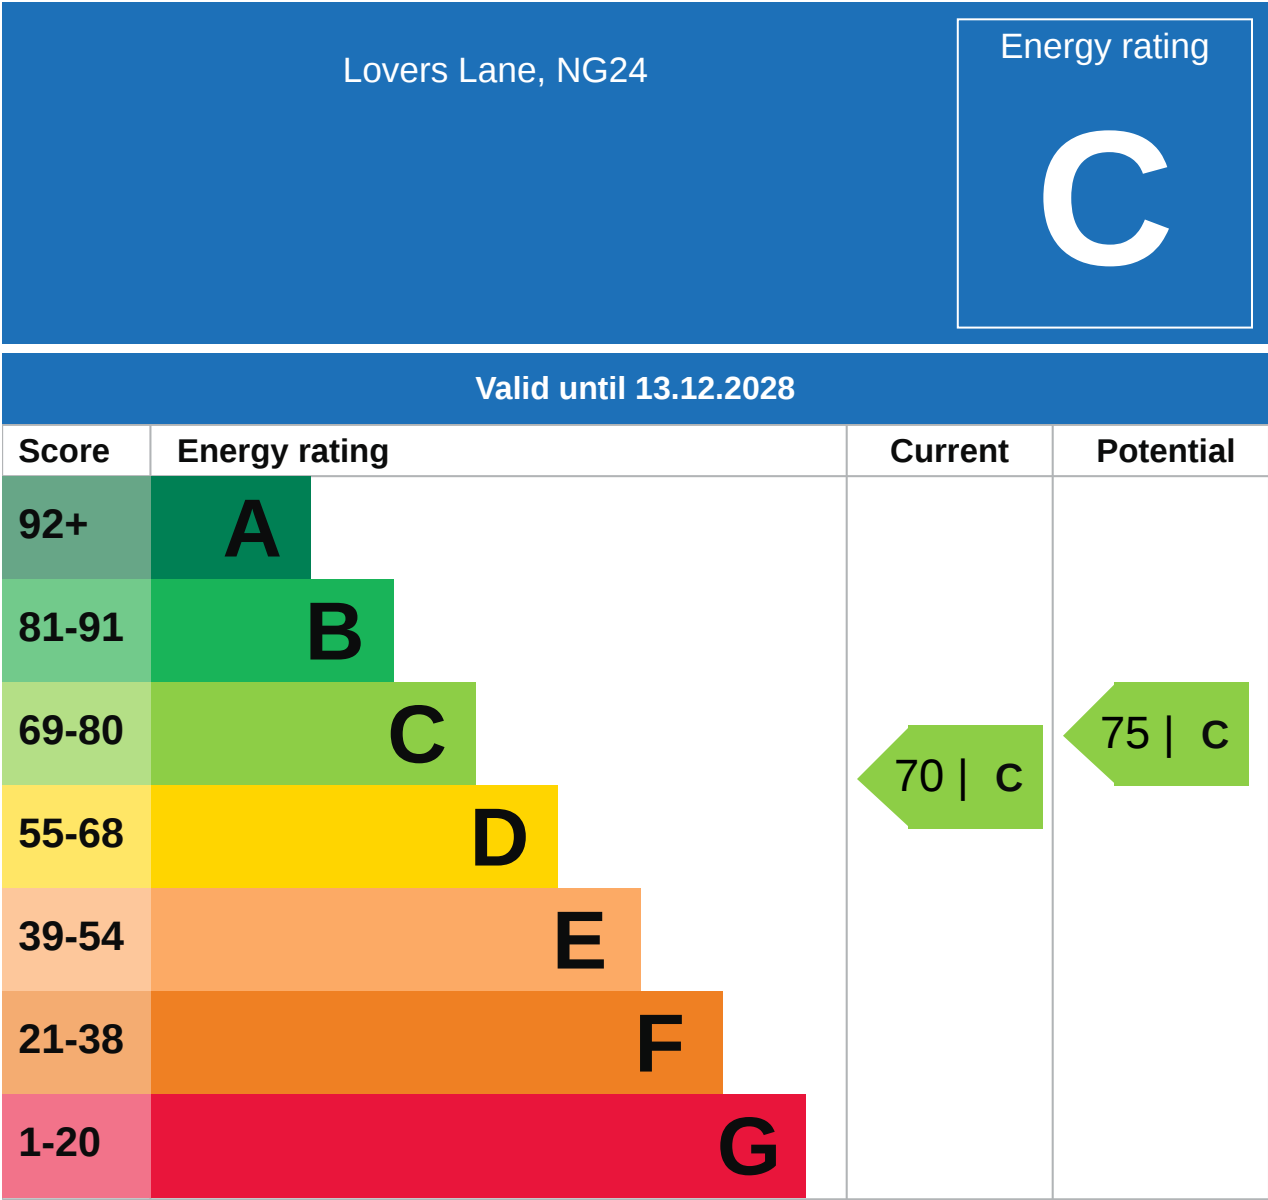 Lovers Lane, NG24
Energy rating
C
Valid until 13.12.2028
Score Energy rating Current Potential
92+ A
81-91 B
69-80 C
75 | C
70 | C
55-68 D
39-54 E
21-38 F
1-20 G